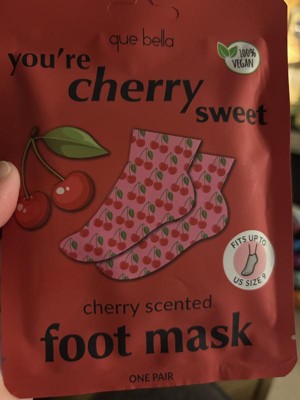 que bella
you're
cherry
sweet
100%
VEGAN
FITS UP TO
US SIZE 9
cherry scented
foot mask
ONE PAIR